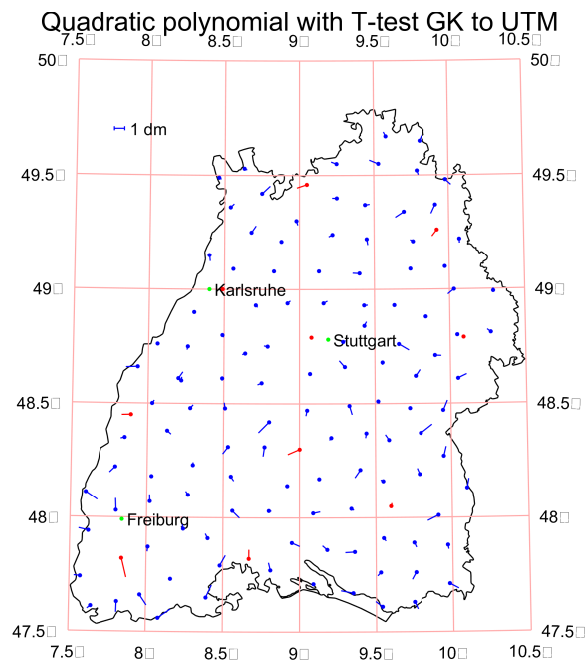 Quadratic polynomial with T-test GK to UTM
7.5□ 8□ 8.5□ 9□ 9.5□ 10□ 10.5□
50□ 50□
1 dm
49.5□ 49.5□
49□ Karlsruhe 49□
Stuttgart
48.5□ 48.5□
48□ Freiburg 48□
47.5□ 47.5□
7.5□ 8□ 8.5□ 9□ 9.5□ 10□ 10.5□